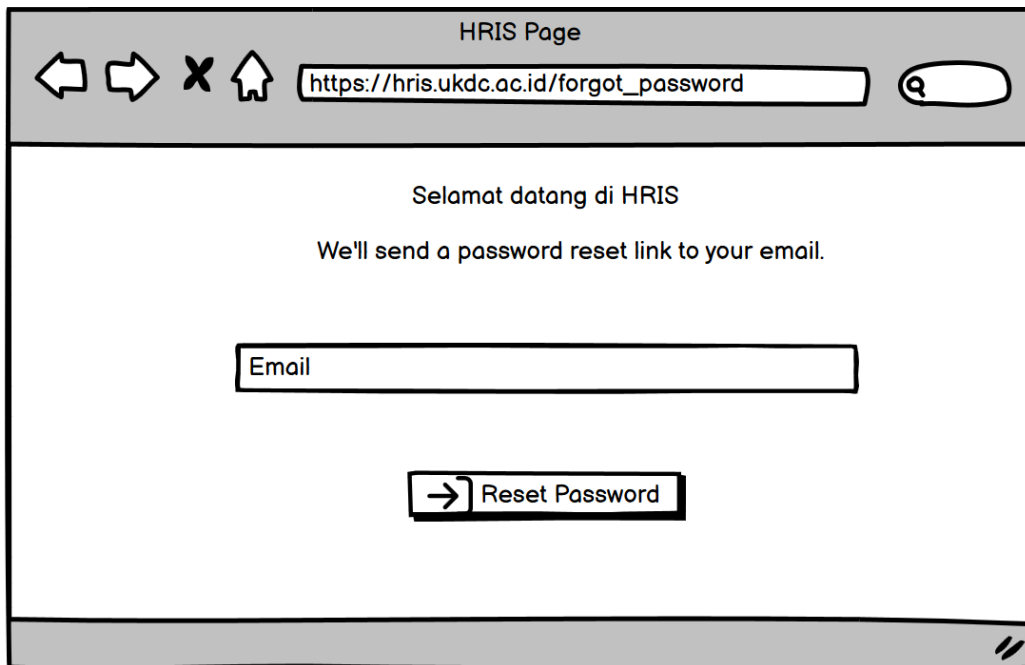 HRIS Page
https://hris.ukdc.ac.id/forgot_password
Selamat datang di HRIS
We'll send a password reset link to your email.
Email
Reset Password